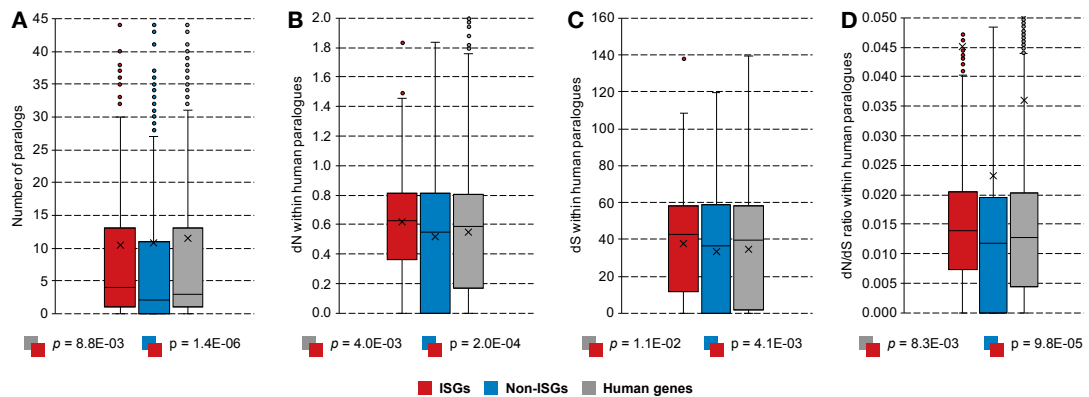 A
B
C
D
Number of paralogs
45
40
35
30
25
20
15
10
5
0
dN within human paralogues
2.0
1.8
1.6
1.4
1.2
1.0
0.8
0.6
0.4
0.2
0.0
dS within human paralogues
160
140
120
100
80
60
40
20
0
dN/dS ratio within human paralogues
0.050
0.045
0.040
0.035
0.030
0.025
0.020
0.015
0.010
0.005
0.000
p = 8.8E-03
p = 1.4E-06
p = 4.0E-03
p = 2.0E-04
p = 1.1E-02
p = 4.1E-03
p = 8.3E-03
p = 9.8E-05
ISGs
Non-ISGs
Human genes